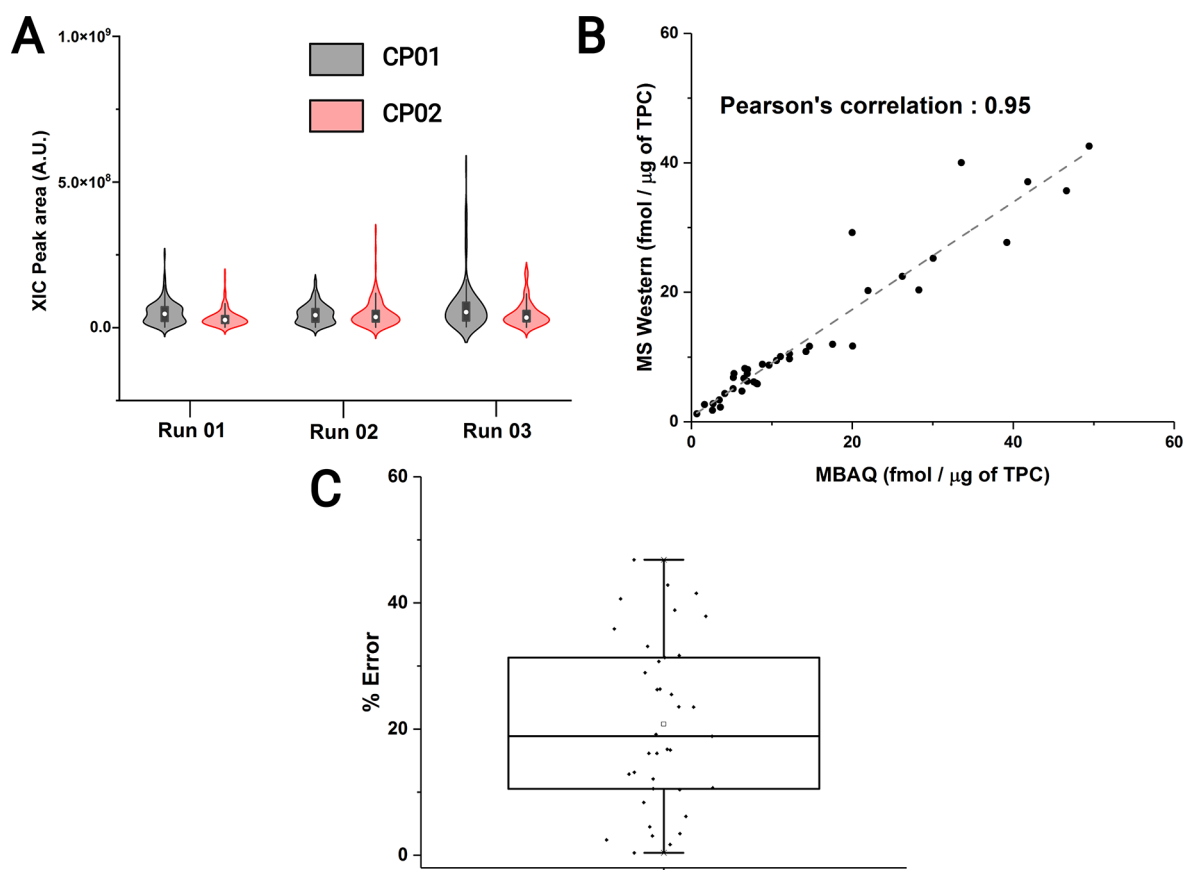 A
XIC Peak area (A.U.)
1.0×10⁹
5.0×10⁸
0.0
CP01
CP02
Run 01
Run 02
Run 03
B
MS Western (fmol / μg of TPC)
60
40
20
0
Pearson's correlation : 0.95
0
20
40
60
MBAQ (fmol / μg of TPC)
C
% Error
60
40
20
0